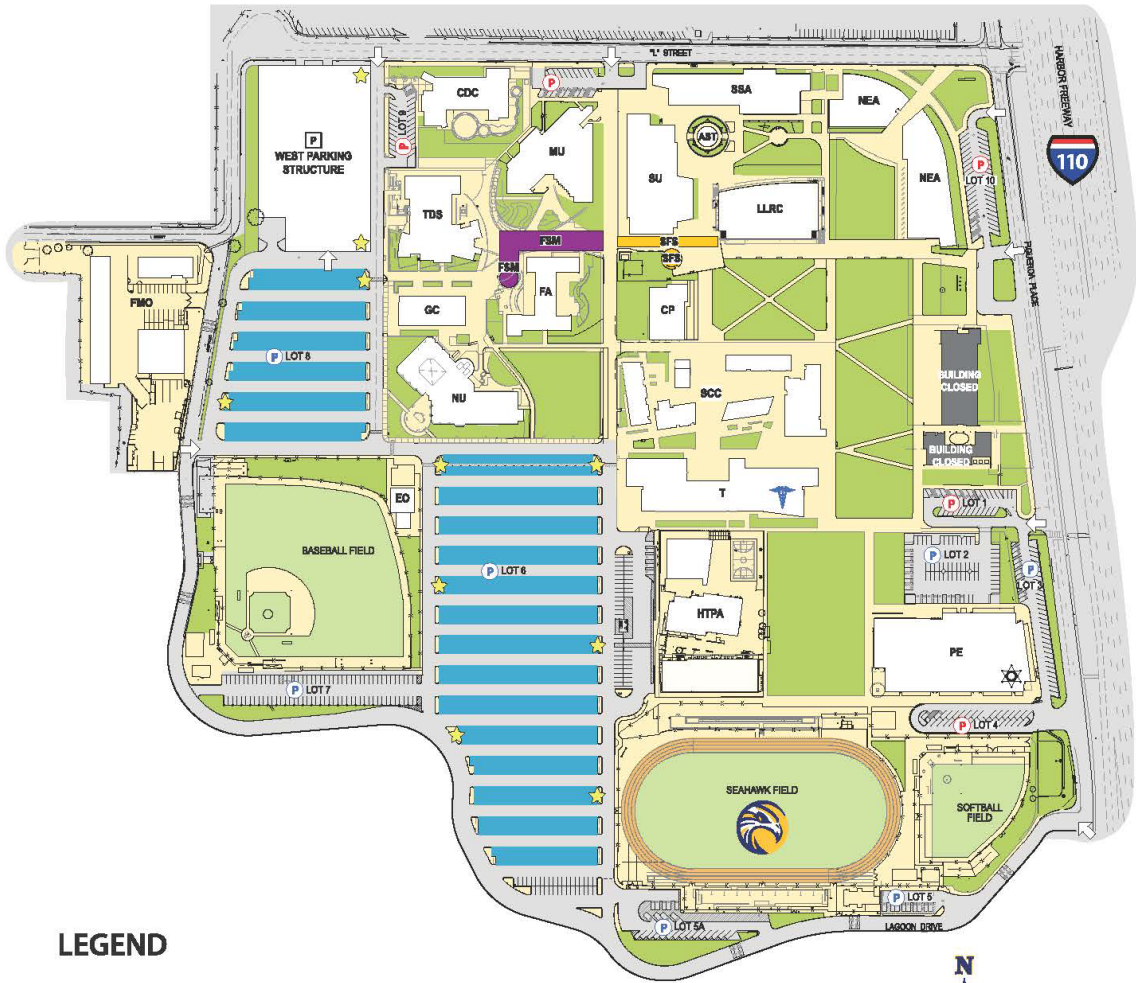 "L" STREET
HARBOR FREEWAY
110
CDC
P
SSA
NEA
P
WEST PARKING
STRUCTURE
LOT 9
P
MU
AST
SU
LLRC
NEA
P
LOT 10
TDS
FSM
FSM
SFS
SFS
FIGUEROA PLACE
FMO
GC
FA
CP
P LOT 8
NU
SCC
BUILDING
CLOSED
BUILDING
CLOSED
EO
T
P LOT 1
BASEBALL FIELD
P LOT 6
P
LOT 2
P
LOT 3
HTPA
PE
P LOT 7
P LOT 4
SEAHAWK FIELD
SOFTBALL
FIELD
P LOT 5
P LOT 5A
LAGOON DRIVE
LEGEND
N